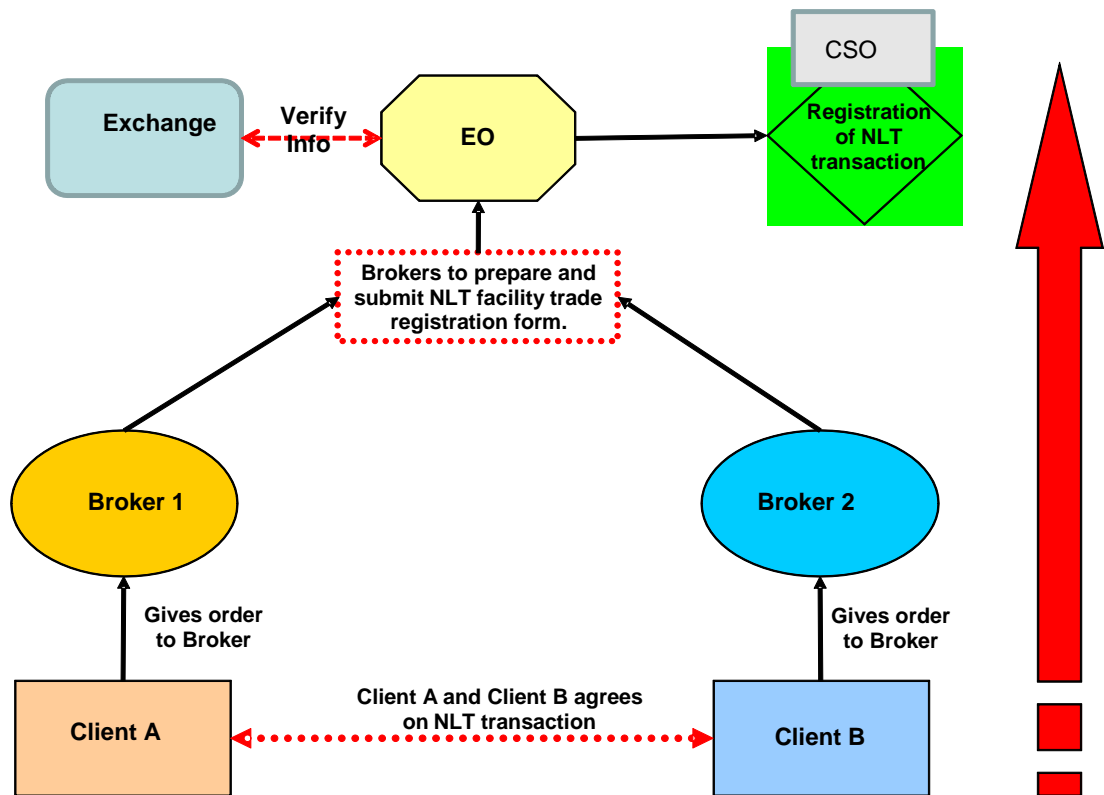 CSO
Exchange
Verify
Info
EO
Registration
of NLT
transaction
Brokers to prepare and
submit NLT facility trade
registration form.
Broker 1
Broker 2
Gives order
to Broker
Gives order
to Broker
Client A and Client B agrees
on NLT transaction
Client A
Client B